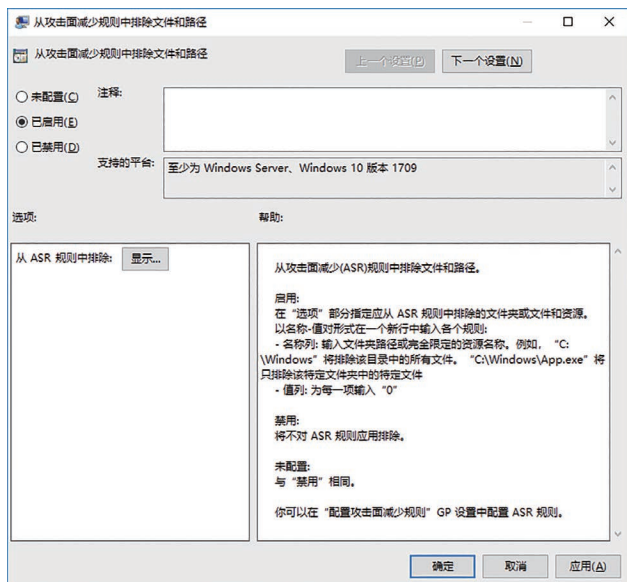 从攻击面减少规则中排除文件和路径
从攻击面减少规则中排除文件和路径
上一个设置(P)
下一个设置(N)
未配置(C)
注释:
已启用(E)
已禁用(D)
支持的平台:
至少为 Windows Server、Windows 10 版本 1709
选项:
帮助:
从 ASR 规则中排除:
显示...
从攻击面减少(ASR)规则中排除文件和路径。
启用:
在“选项”部分指定应从 ASR 规则中排除的文件夹或文件和资源。
以名称-值对形式在一个新行中输入各个规则:
- 名称列: 输入文件夹路径或完全限定的资源名称。例如，“C:
\Windows”将排除该目录中的所有文件。“C:\Windows\App.exe”将
只排除该特定文件夹中的特定文件
- 值列: 为每一项输入“0”
禁用:
将不对 ASR 规则应用排除。
未配置:
与“禁用”相同。
你可以在“配置攻击面减少规则”GP 设置中配置 ASR 规则。
确定
取消
应用(A)